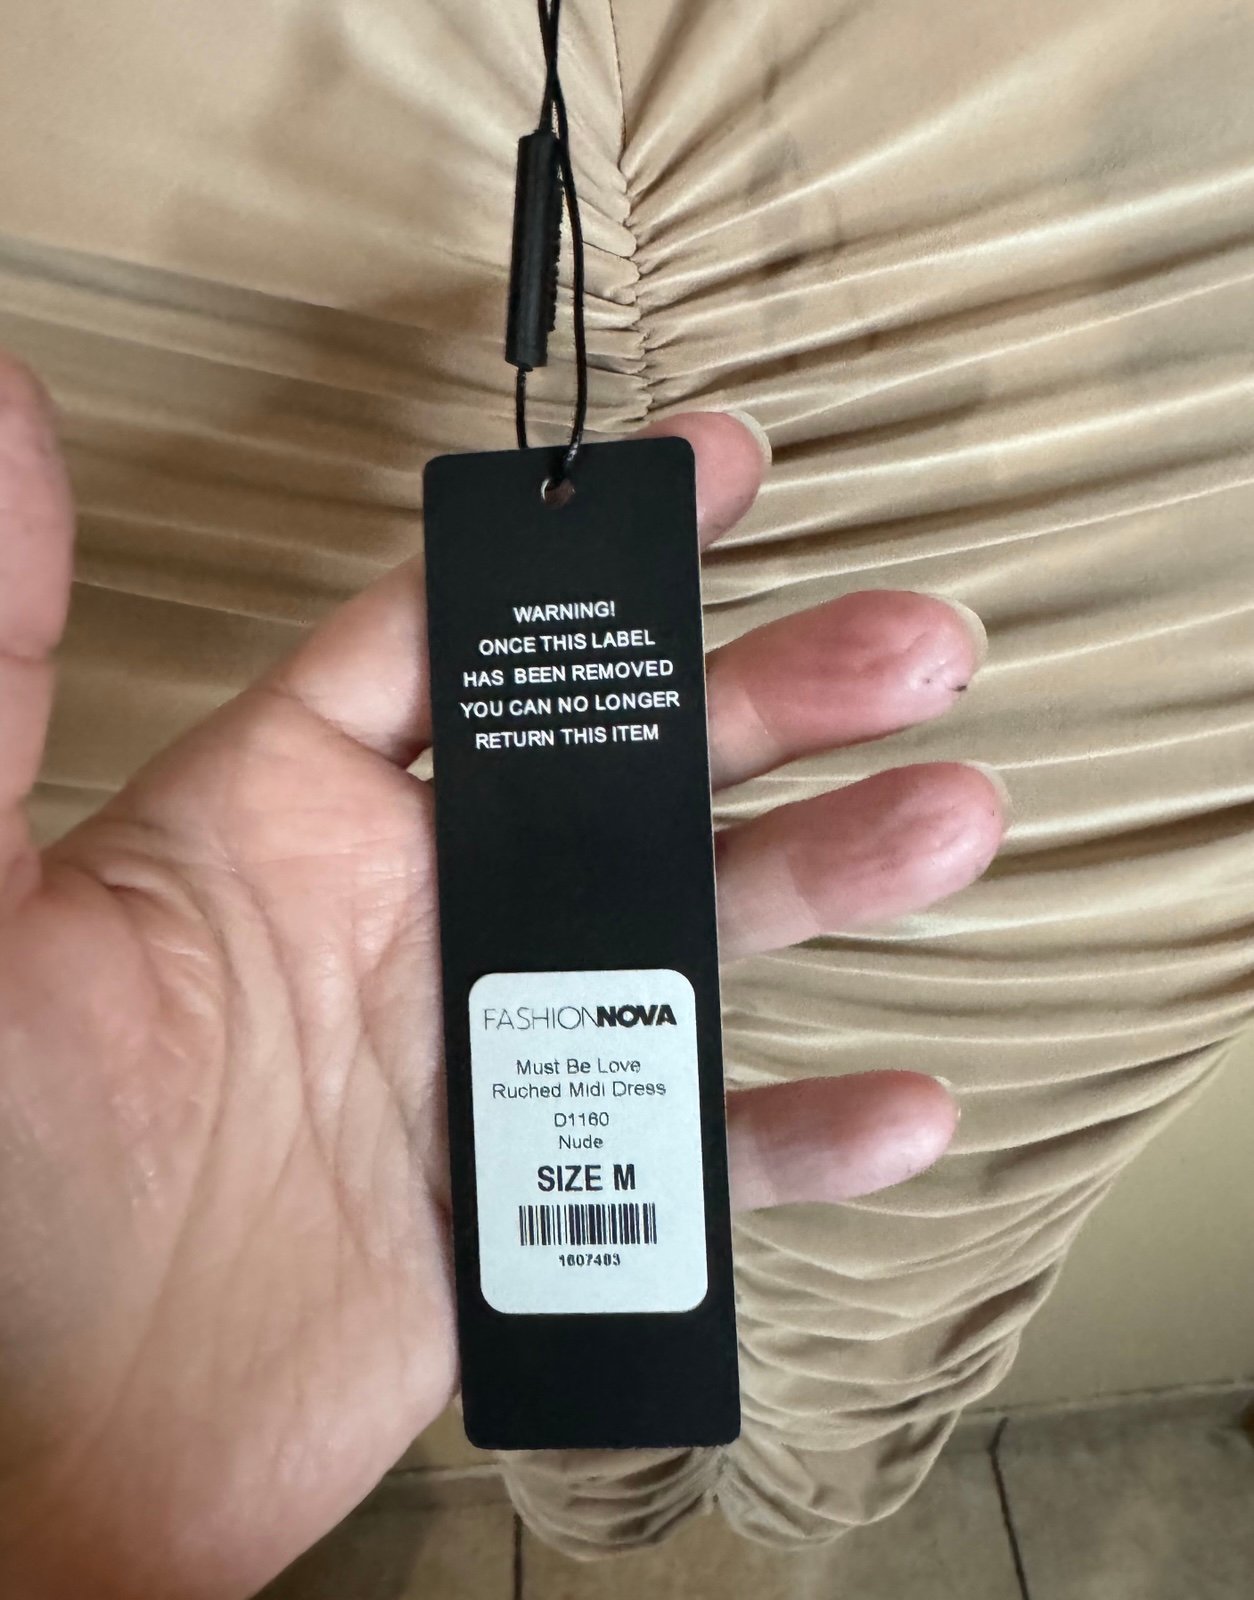 WARNING!
ONCE THIS LABEL
HAS BEEN REMOVED
YOU CAN NO LONGER
RETURN THIS ITEM
FASHIONNOVA
Must Be Love
Ruched Midi Dress
D1160
Nude
SIZE M
1607483